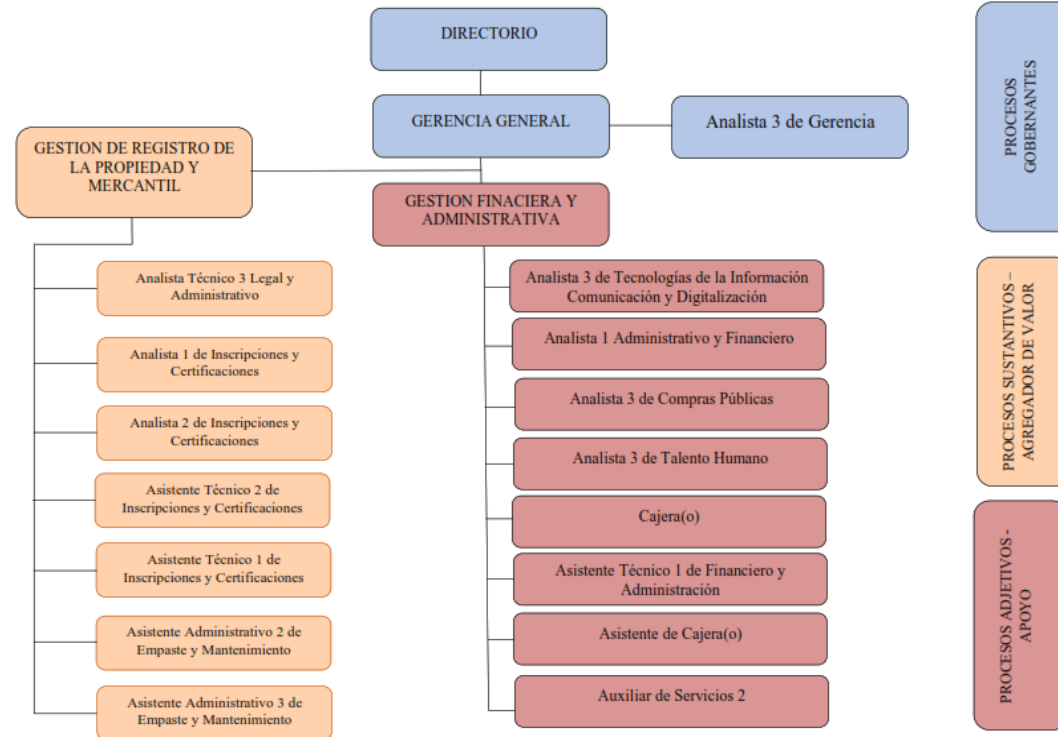 DIRECTORIO
GERENCIA GENERAL
Analista 3 de Gerencia
GESTION DE REGISTRO DE
LA PROPIEDAD Y
MERCANTIL
GESTION FINACIERA Y
ADMINISTRATIVA
Analista Técnico 3 Legal y
Administrativo
Analista 1 de Inscripciones y
Certificaciones
Analista 2 de Inscripciones y
Certificaciones
Asistente Técnico 2 de
Inscripciones y Certificaciones
Asistente Técnico 1 de
Inscripciones y Certificaciones
Asistente Administrativo 2 de
Empaste y Mantenimiento
Asistente Administrativo 3 de
Empaste y Mantenimiento
Analista 3 de Tecnologías de la Información
Comunicación y Digitalización
Analista 1 Administrativo y Financiero
Analista 3 de Compras Públicas
Analista 3 de Talento Humano
Cajera(o)
Asistente Técnico 1 de Financiero y
Administración
Asistente de Cajera(o)
Auxiliar de Servicios 2
PROCESOS
GOBERNANTES
PROCESOS SUSTANTIVOS –
AGREGADOR DE VALOR
PROCESOS ADJETIVOS -
APOYO